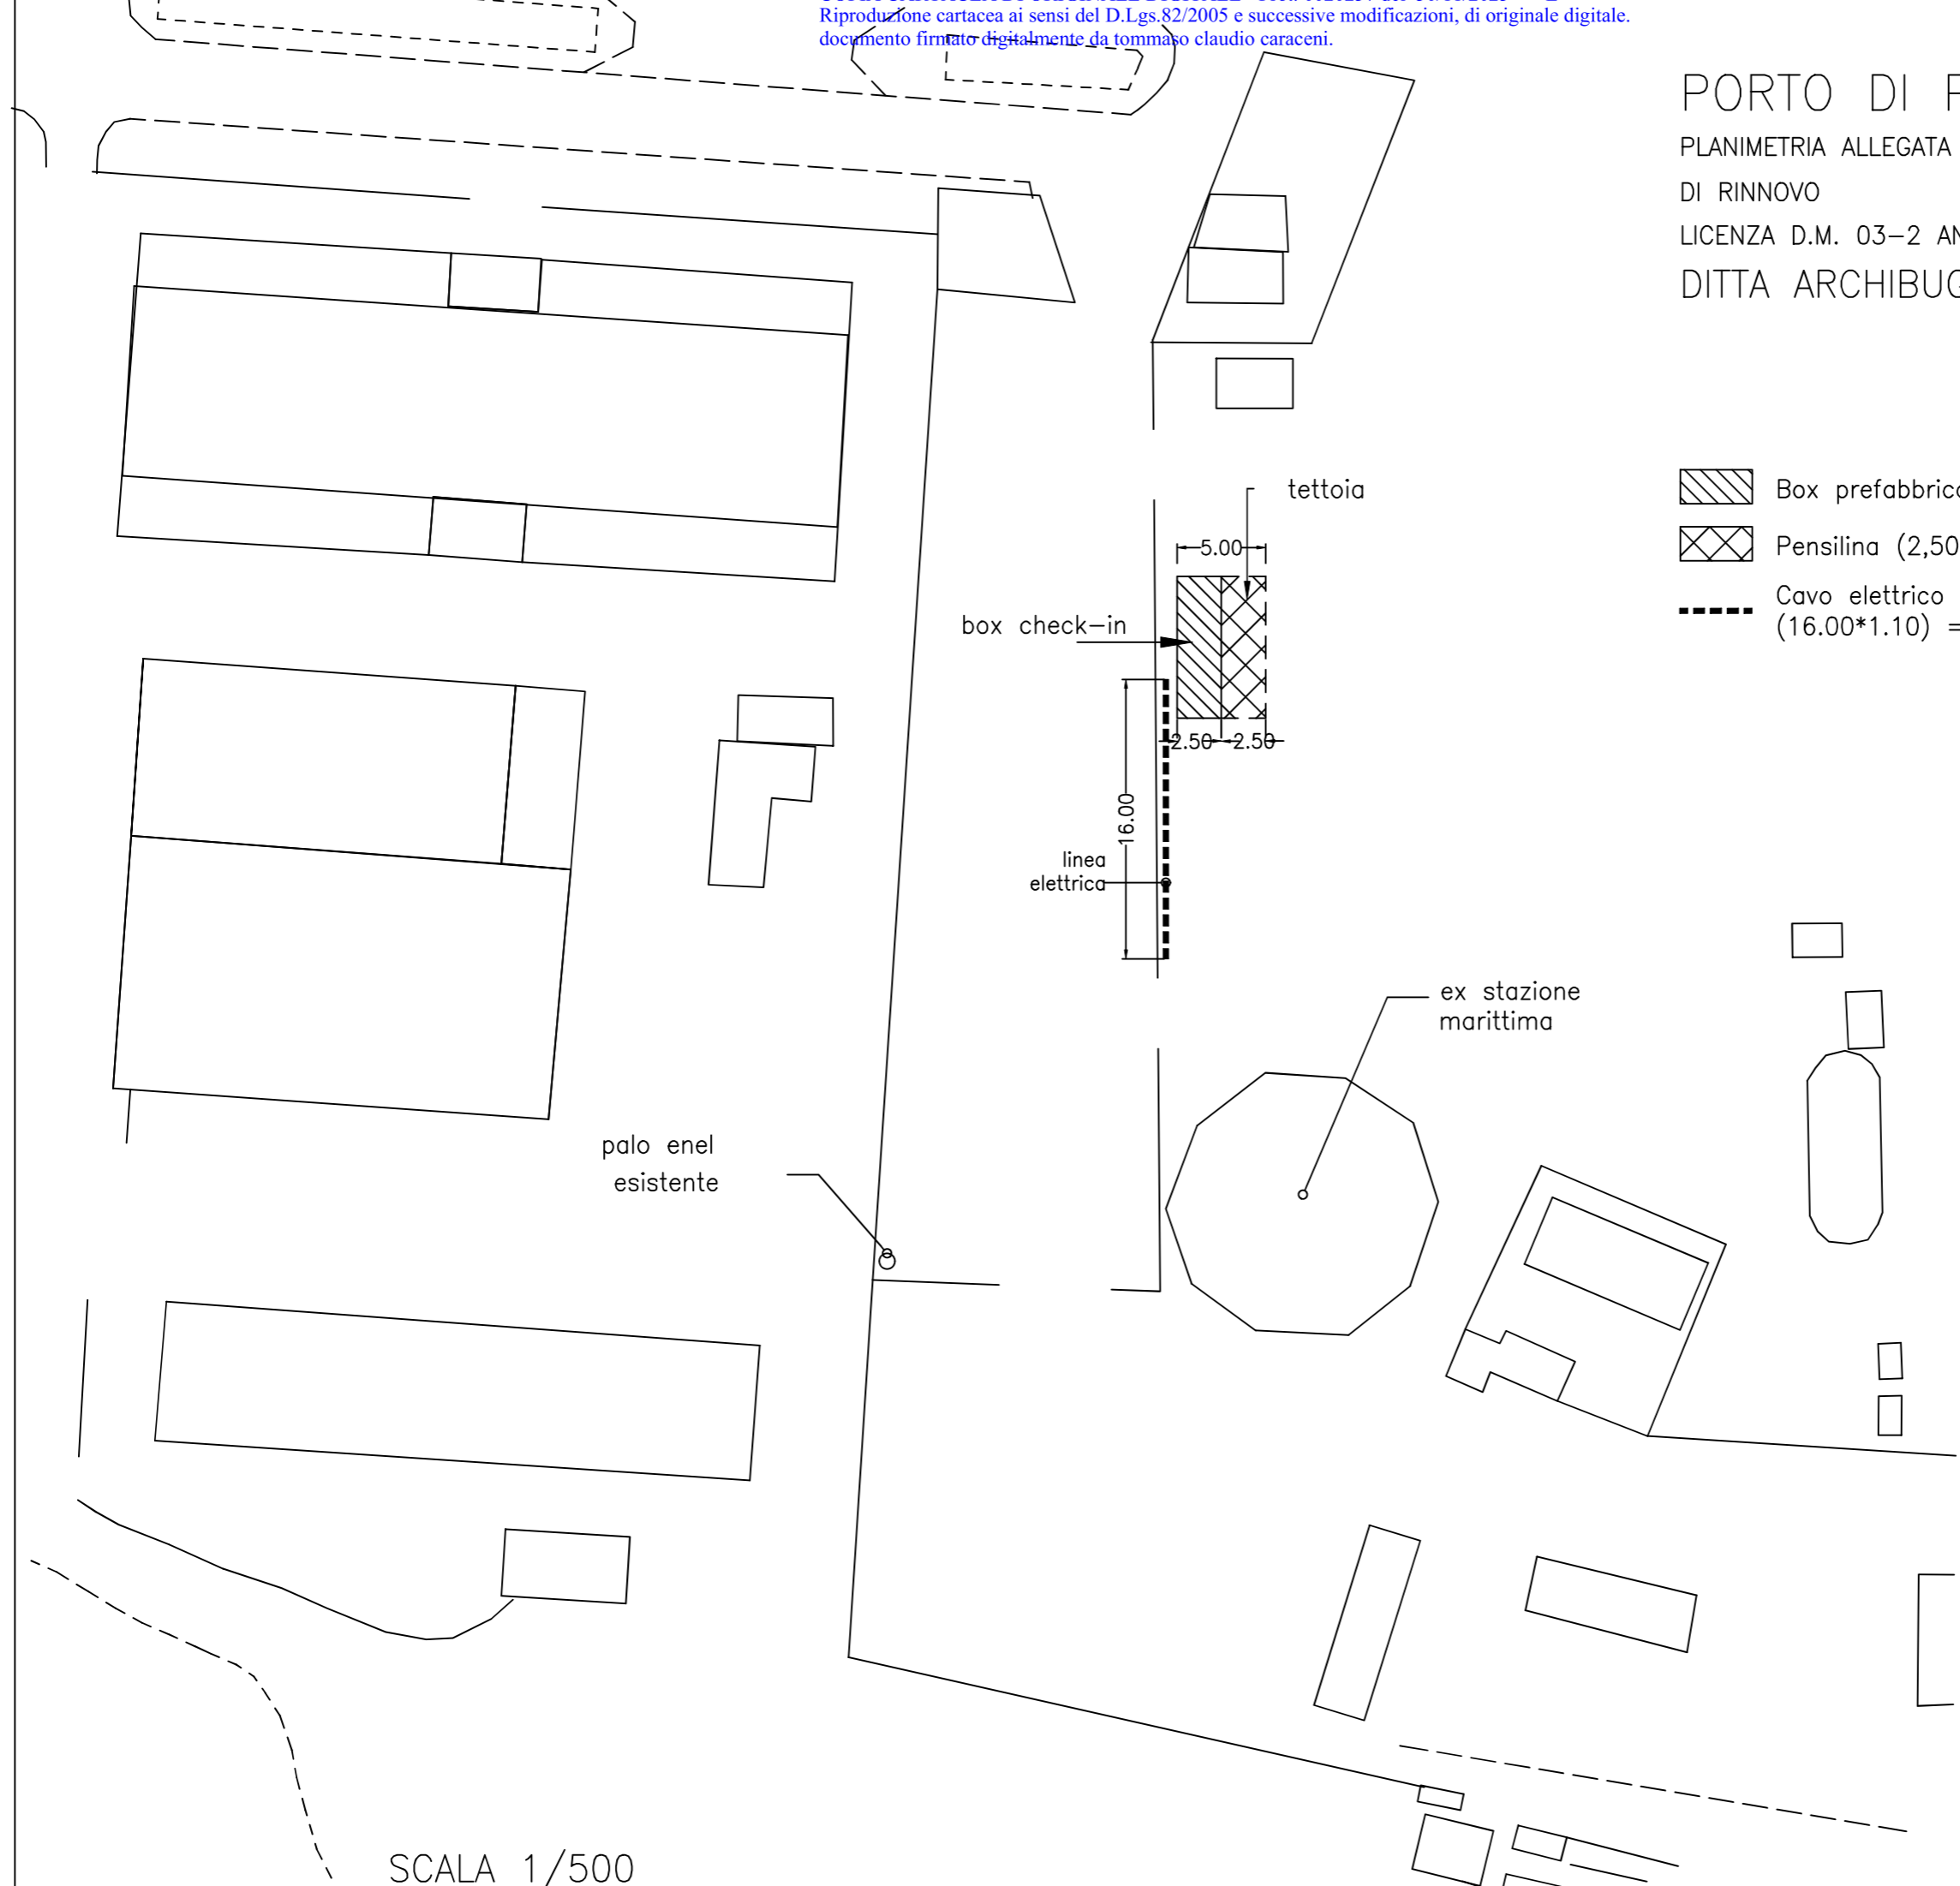 Riproduzione cartacea ai sensi del D.Lgs.82/2005 e successive modificazioni, di originale digitale.
documento firmato digitalmente da tommaso claudio caraceni.
PORTO DI
PLANIMETRIA ALLEGATA
DI RINNOVO
LICENZA D.M. 03-2
DITTA
tettoia
5.00
box check-in
2.50 2.50
16.00
linea
elettrica
Box
Pensilina (2,50
Cavo elettrico
(16.00*1.10) =
ex stazione
marittima
palo enel
esistente
SCALA 1/500